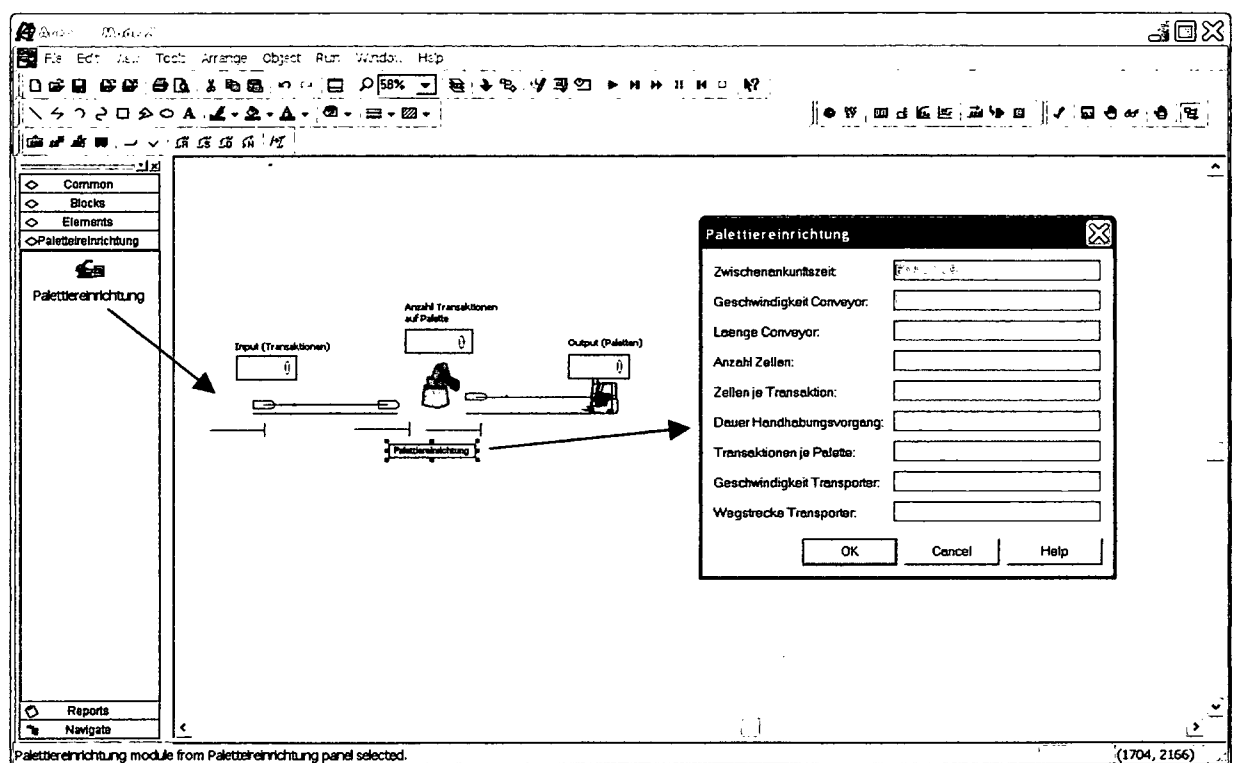 File Edit Tools Arrange Object Run Window Help
58%
Common
Blocks
Elements
Paletteireinrichtung
Palettiereinrichtung
Anzahl Transaktionen
auf Palette
0
Input (Transaktionen)
0
Output (Paletten)
0
Palettiereinrichtung
Palettiereinrichtung
Zwischenankunftszeit:
Geschwindigkeit Conveyor:
Laenge Conveyor:
Anzahl Zellen:
Zellen je Transaktion:
Dauer Handhabungsvorgang:
Transaktionen je Palette:
Geschwindigkeit Transporter:
Wegstrecke Transporter:
OK Cancel Help
Reports
Navigate
Palettiereinrichtung module from Paletteireinrichtung panel selected.
(1704, 2166)